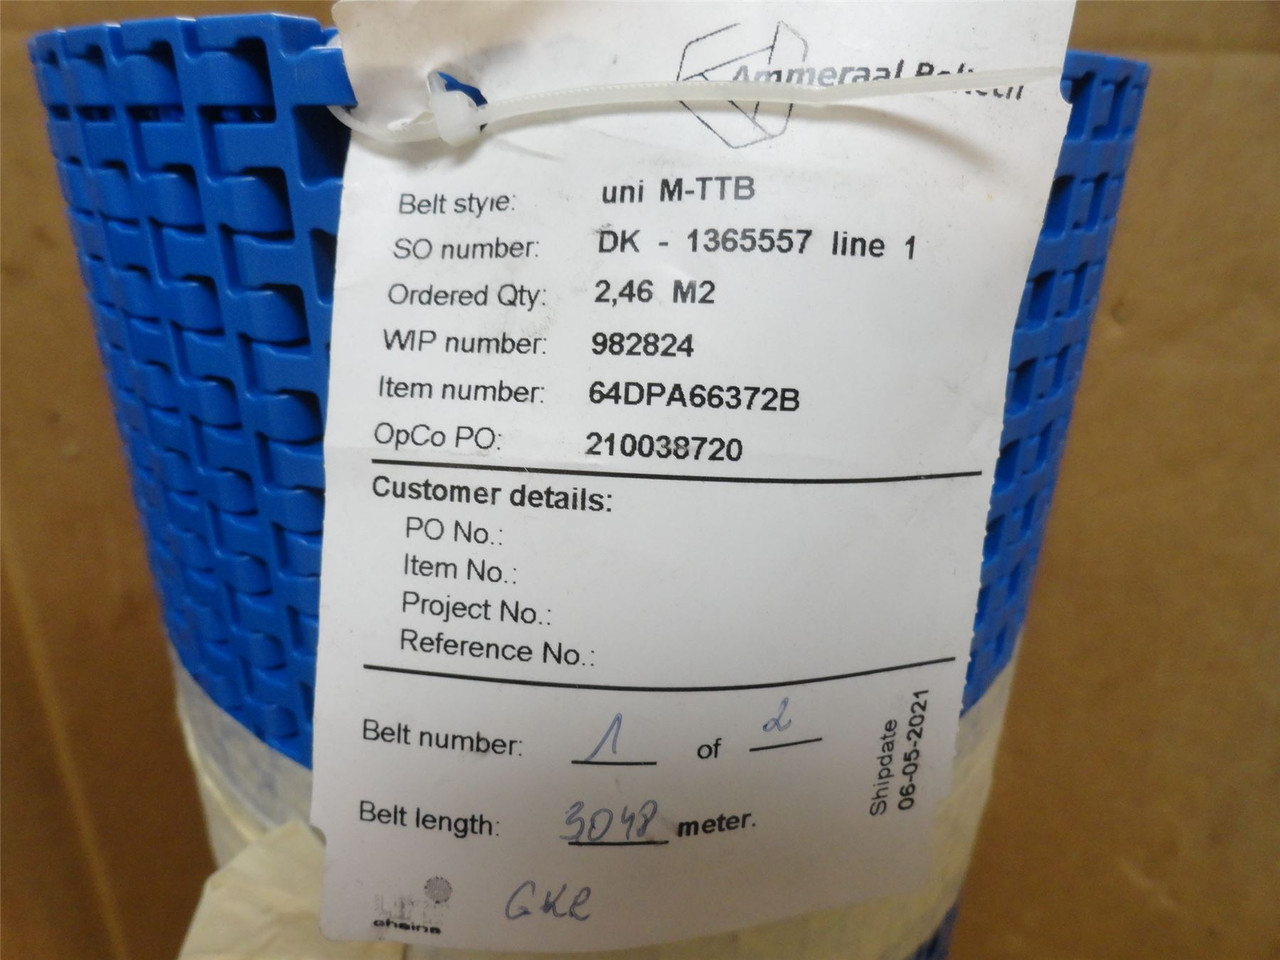 Ammeraal Beltech
Belt style: uni M-TTB
SO number: DK - 1365557 line 1
Ordered Qty: 2,46 M2
WIP number: 982824
Item number: 64DPA66372B
OpCo PO: 210038720
Customer details:
PO No.:
Item No.:
Project No.:
Reference No.:
Belt number: 1 of 2
Belt length: 3048 meter.
Shipdate
06-05-2021
chains